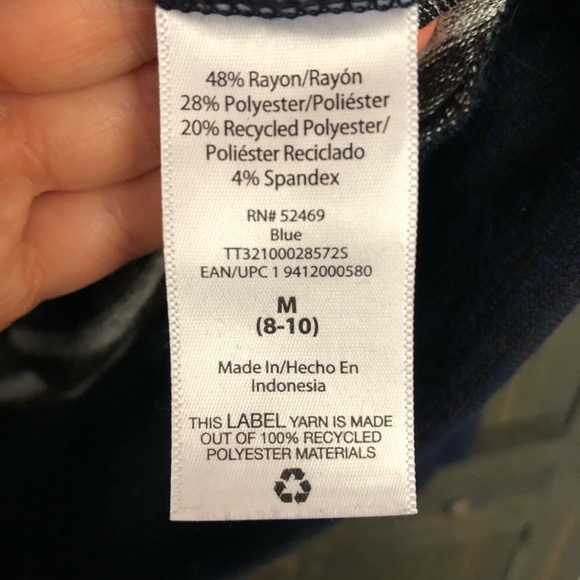 48% Rayon/Rayón
28% Polyester/Poliéster
20% Recycled Polyester/
Poliéster Reciclado
4% Spandex
RN# 52469
Blue
TT32100028572S
EAN/UPC 1 9412000580
M
(8-10)
Made In/Hecho En
Indonesia
THIS LABEL YARN IS MADE
OUT OF 100% RECYCLED
POLYESTER MATERIALS